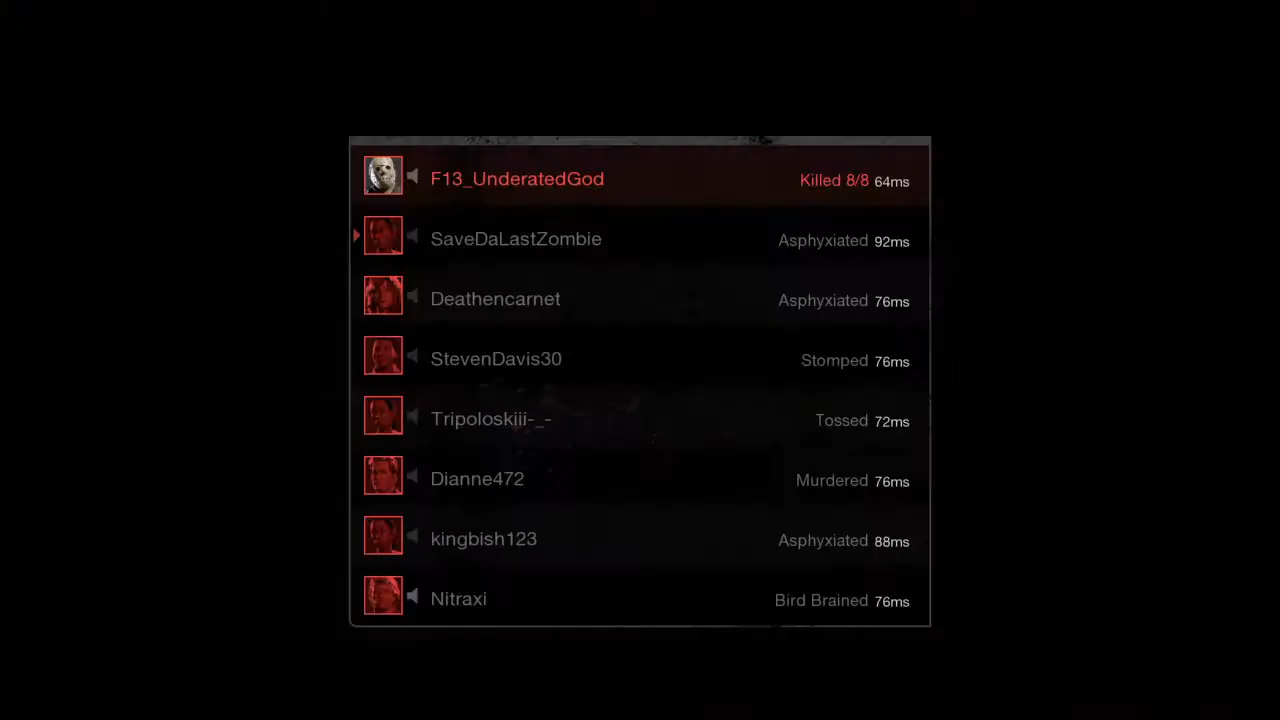 F13_UnderatedGod Killed 8/8 64ms
SaveDaLastZombie Asphyxiated 92ms
Deathencarnet Asphyxiated 76ms
StevenDavis30 Stomped 76ms
Tripoloskiii-_- Tossed 72ms
Dianne472 Murdered 76ms
kingbish123 Asphyxiated 88ms
Nitraxi Bird Brained 76ms